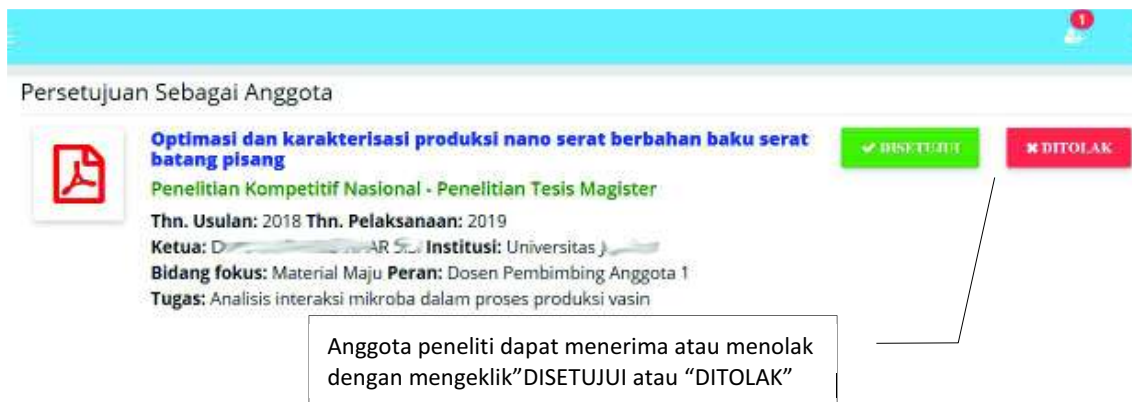 1
Persetujuan Sebagai Anggota
Optimasi dan karakterisasi produksi nano serat berbahan baku serat
batang pisang
Penelitian Kompetitif Nasional - Penelitian Tesis Magister
Thn. Usulan: 2018 Thn. Pelaksanaan: 2019
Ketua: D AR Institusi: Universitas
Bidang fokus: Material Maju Peran: Dosen Pembimbing Anggota 1
Tugas: Analisis interaksi mikroba dalam proses produksi vasin
DISETUJUI
DITOLAK
Anggota peneliti dapat menerima atau menolak
dengan mengeklik”DISETUJUI atau “DITOLAK”